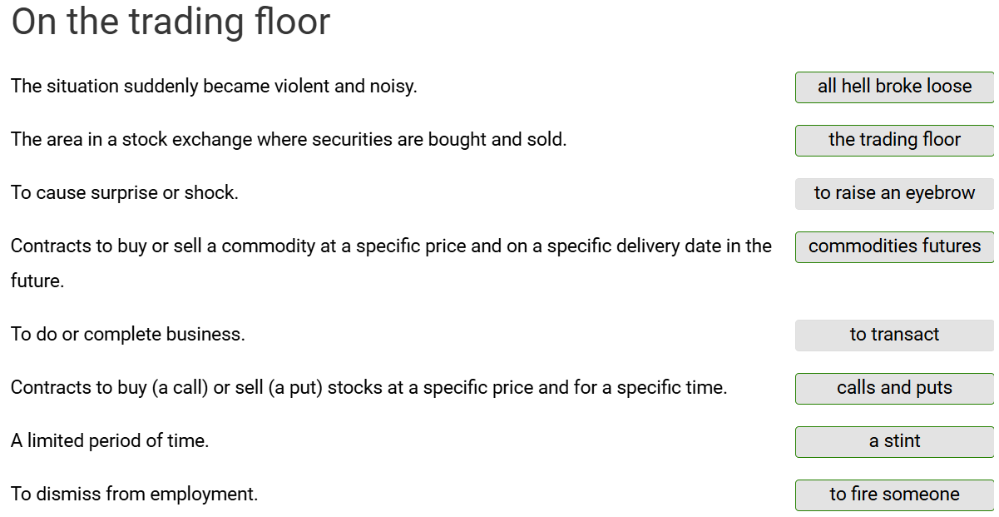 On the trading floor
The situation suddenly became violent and noisy.
all hell broke loose
The area in a stock exchange where securities are bought and sold.
the trading floor
To cause surprise or shock.
to raise an eyebrow
Contracts to buy or sell a commodity at a specific price and on a specific delivery date in the
future.
commodities futures
To do or complete business.
to transact
Contracts to buy (a call) or sell (a put) stocks at a specific price and for a specific time.
calls and puts
A limited period of time.
a stint
To dismiss from employment.
to fire someone